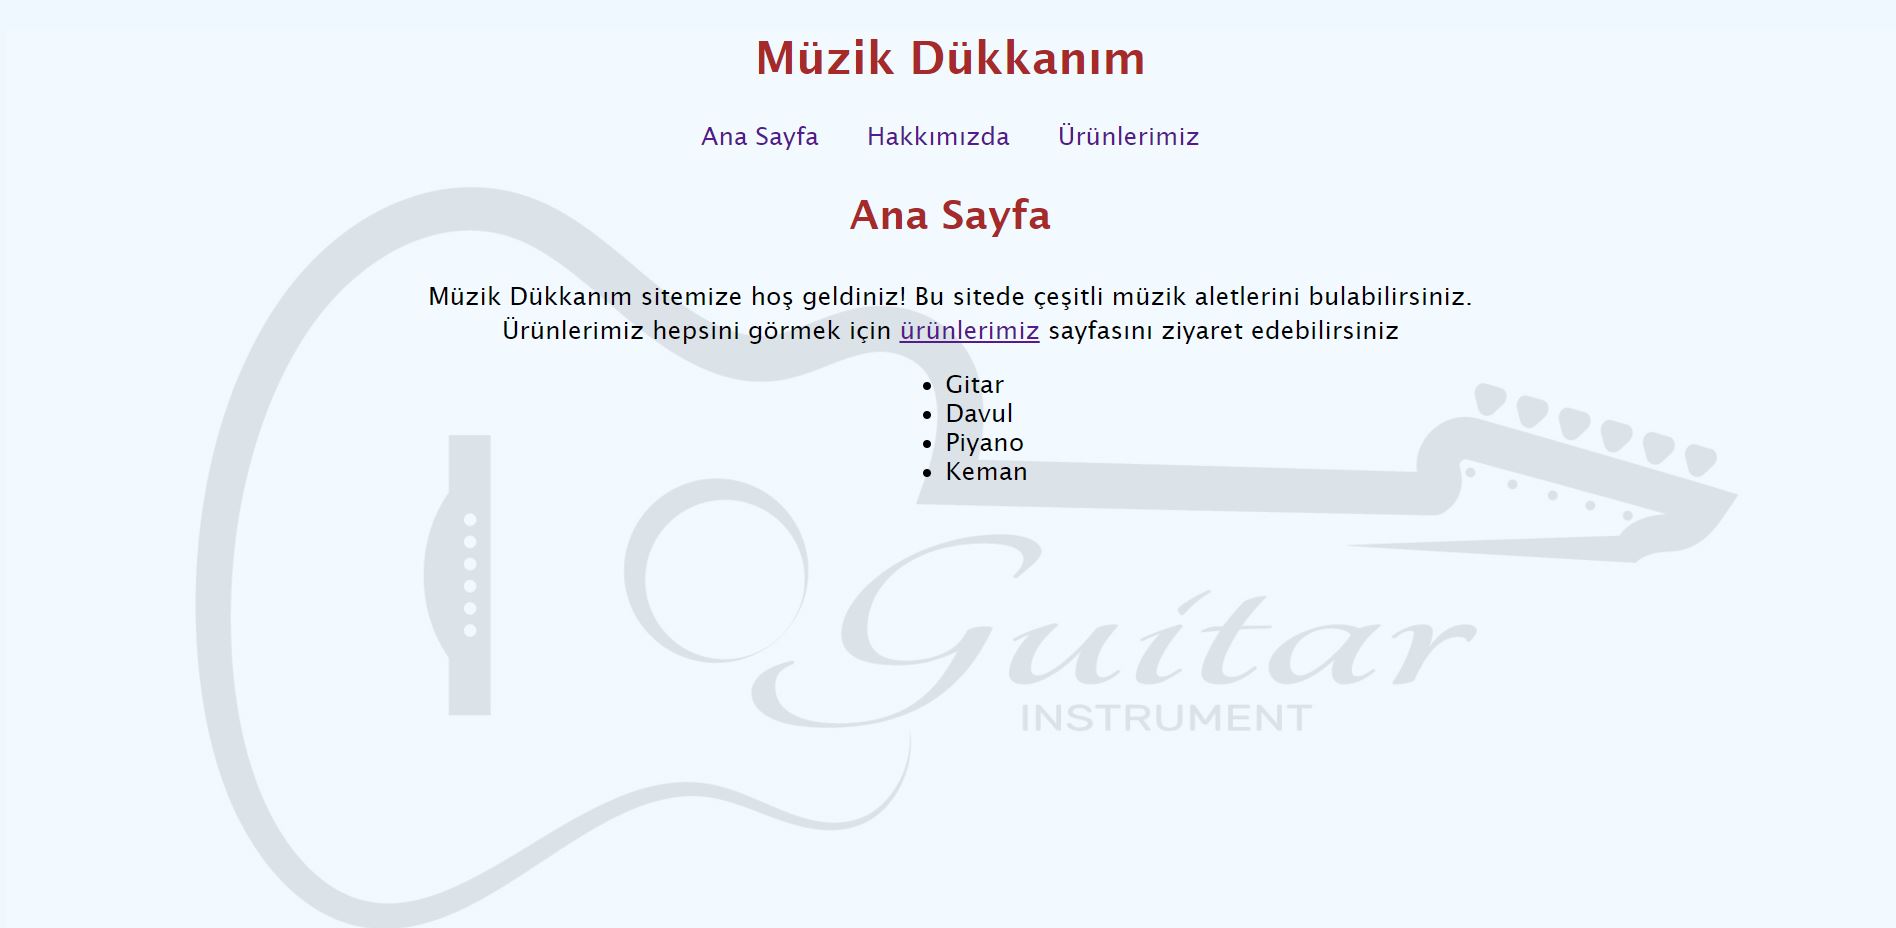 Müzik Dükkanım
Ana Sayfa Hakkımızda Ürünlerimiz
Ana Sayfa
Müzik Dükkanım sitemize hoş geldiniz! Bu sitede çeşitli müzik aletlerini bulabilirsiniz.
Ürünlerimiz hepsini görmek için ürünlerimiz sayfasını ziyaret edebilirsiniz
Gitar
Davul
Piyano
Keman
Guitar
INSTRUMENT